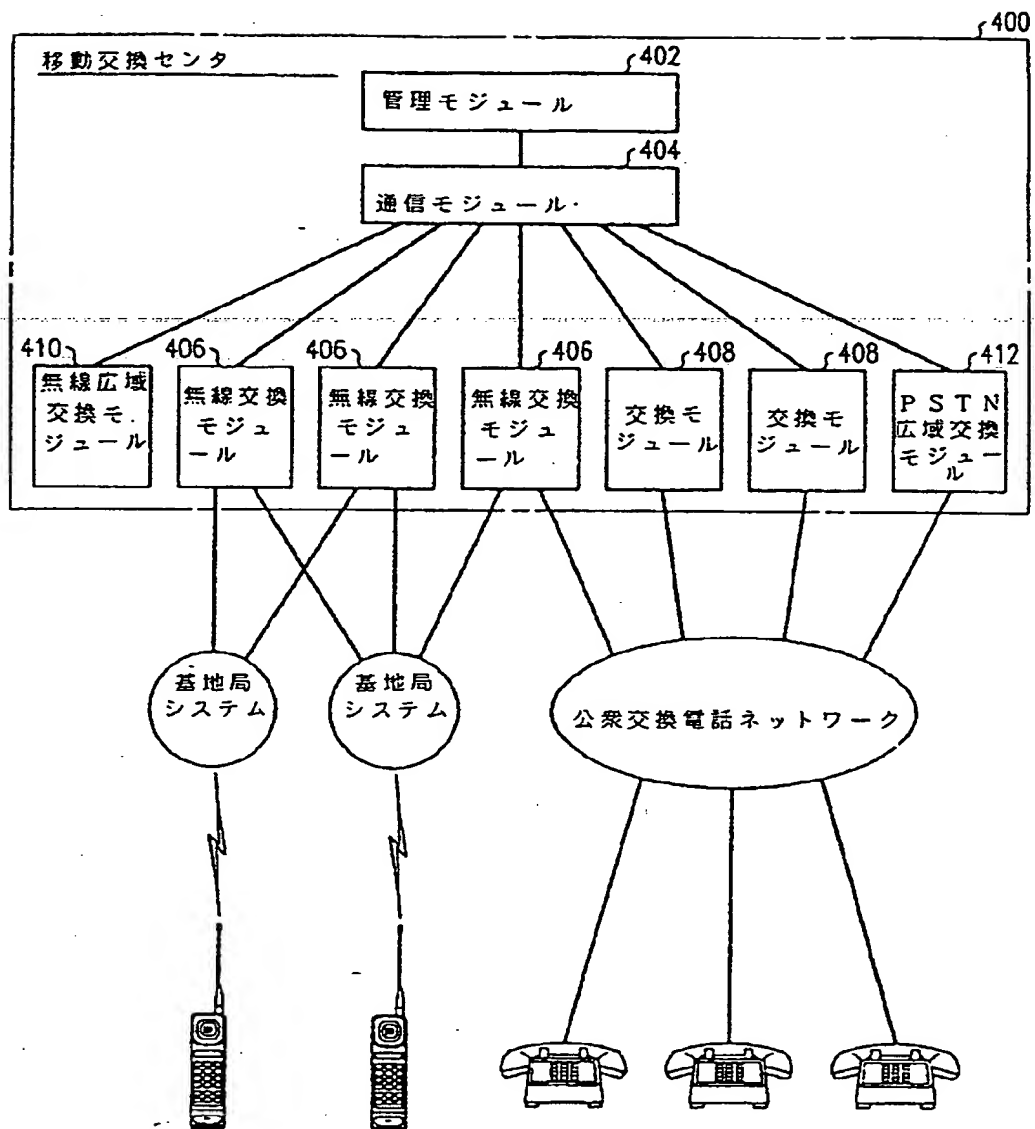 400
移動交換センタ
402
管理モジュール
404
通信モジュール
410
406
406
406
408
408
412
無線広域
交換モ
ジュール
無線交換
モジュ
ール
無線交換
モジュ
ール
無線交換
モジュ
ール
交換モ
ジュール
交換モ
ジュール
PSTN
広域交換
モジュ
ール
基地局
システム
基地局
システム
公衆交換電話ネットワーク